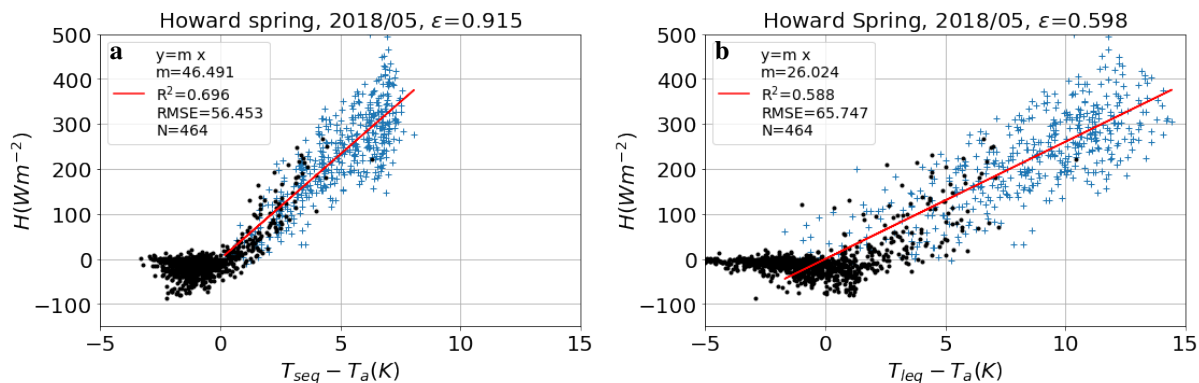 Howard spring, 2018/05, ε=0.915
a
y=m x
m=46.491
R²=0.696
RMSE=56.453
N=464
500
400
300
200
100
0
−100
H(Wm⁻²)
−5 0 5 10 15
T_seq − T_a(K)
Howard Spring, 2018/05, ε=0.598
b
y=m x
m=26.024
R²=0.588
RMSE=65.747
N=464
500
400
300
200
100
0
−100
H(Wm⁻²)
−5 0 5 10 15
T_leq − T_a(K)